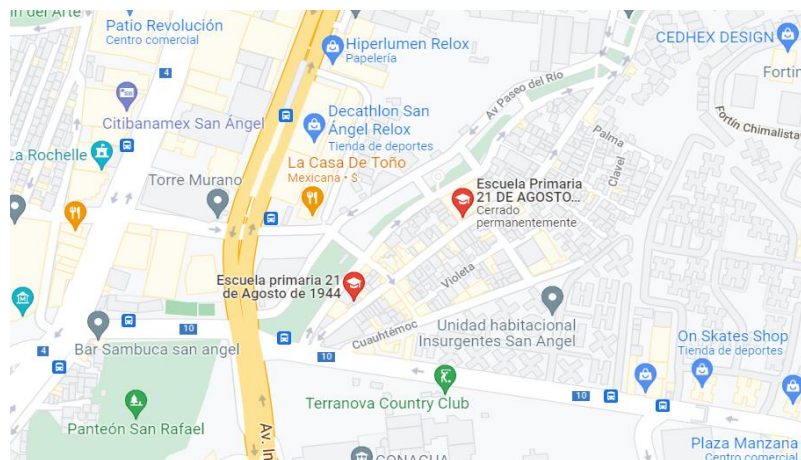 n del Arte
Patio Revolución
Centro comercial
Hiperlumen Relox
Papelería
CEDHEX DESIGN
Fortín
4
Citibanamex San Ángel
Decathlon San
Ángel Relox
Tienda de deportes
Av Paseo del Rio
Fortín Chimalista
La Rochelle
La Casa De Toño
Mexicana • $
Palma
Clavel
Torre Murano
Escuela Primaria
21 DE AGOSTO...
Cerrado
permanentemente
Escuela primaria 21
de Agosto de 1944
Violeta
Cuauhtémoc
Unidad habitacional
Insurgentes San Angel
10
4
Bar Sambuca san angel
10
On Skates Shop
Tienda de deportes
10
Terranova Country Club
Panteón San Rafael
Av. In
CONAGUA
Plaza Manzana
Centro comercial